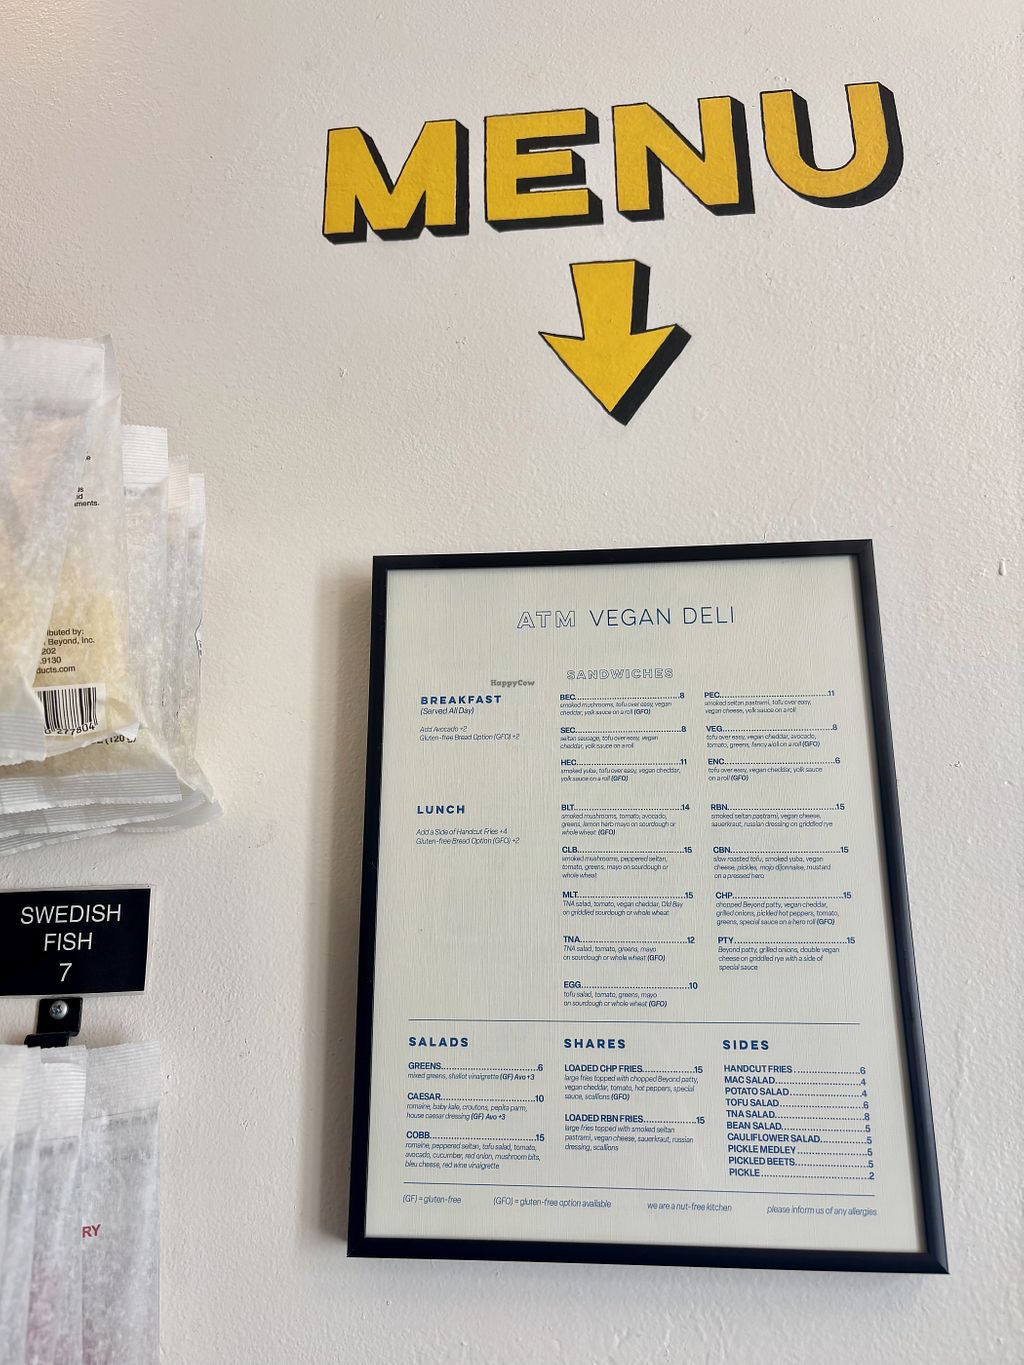 MENU
ments.
ibuted by:
Beyond, Inc.
202
.9130
ducts.com
SWEDISH
FISH
7
RY
ATM VEGAN DELI
HappyCow
SANDWICHES
BREAKFAST
(Served All Day)
Add Avocado +2
Gluten-free Bread Option (GFO) +2
BEC 8
smoked mushrooms, tofu over easy, vegan
cheddar, yolk sauce on a roll (GFO)
SEC 8
seitan sausage, tofu over easy, vegan
cheddar, yolk sauce on a roll
HEC 11
smoked yuba, tofu over easy, vegan cheddar,
yolk sauce on a roll (GFO)
PEC 11
smoked seitan pastrami, tofu over easy,
vegan cheese, yolk sauce on a roll
VEG 8
tofu over easy, vegan cheddar, avocado,
tomato, greens, fancy aioli on a roll (GFO)
ENC 6
tofu over easy, vegan cheddar, yolk sauce
on a roll (GFO)
LUNCH
Add a Side of Handcut Fries +4
Gluten-free Bread Option (GFO) +2
BLT 14
smoked mushrooms, tomato, avocado,
greens, lemon herb mayo on sourdough or
whole wheat (GFO)
CLB 15
smoked mushrooms, peppered seitan,
tomato, greens, mayo on sourdough or
whole wheat
MLT 15
TNA salad, tomato, vegan cheddar, Old Bay
on griddled sourdough or whole wheat
TNA 12
TNA salad, tomato, greens, mayo
on sourdough or whole wheat (GFO)
EGG 10
tofu salad, tomato, greens, mayo
on sourdough or whole wheat (GFO)
RBN 15
smoked seitan pastrami, vegan cheese,
sauerkraut, russian dressing on griddled rye
CBN 15
slow roasted tofu, smoked yuba, vegan
cheese, pickles, mojo dijonnaise, mustard
on a pressed hero
CHP 15
chopped Beyond patty, vegan cheddar,
grilled onions, pickled hot peppers, tomato,
greens, special sauce on a hero roll (GFO)
PTY 15
Beyond patty, grilled onions, double vegan
cheese on griddled rye with a side of
special sauce
SALADS
GREENS 6
mixed greens, shallot vinaigrette (GF) Avo +3
CAESAR 10
romaine, baby kale, croutons, pepita parm,
house caesar dressing (GF) Avo +3
COBB 15
romaine, peppered seitan, tofu salad, tomato,
avocado, cucumber, red onion, mushroom bits,
bleu cheese, red wine vinaigrette
SHARES
LOADED CHP FRIES 15
large fries topped with chopped Beyond patty,
vegan cheddar, tomato, hot peppers, special
sauce, scallions (GFO)
LOADED RBN FRIES 15
large fries topped with smoked seitan
pastrami, vegan cheese, sauerkraut, russian
dressing, scallions
SIDES
HANDCUT FRIES 6
MAC SALAD 4
POTATO SALAD 4
TOFU SALAD 6
TNA SALAD 8
BEAN SALAD 5
CAULIFLOWER SALAD 5
PICKLE MEDLEY 5
PICKLED BEETS 5
PICKLE 2
(GF) = gluten-free
(GFO) = gluten-free option available
we are a nut-free kitchen
please inform us of any allergies